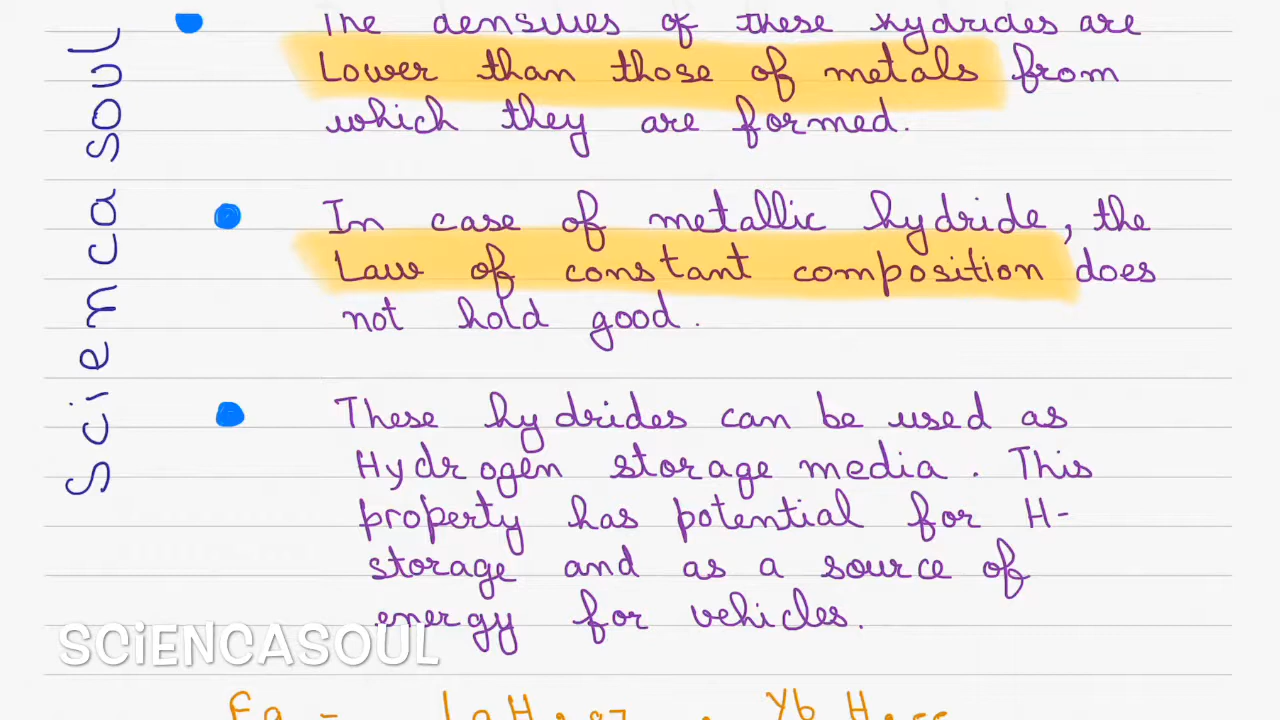 The densities of these hydrides are
Lower than those of metals from
which they are formed.
In case of metallic hydride, the
Law of constant composition does
not hold good.
These hydrides can be used as
Hydrogen storage media. This
property has potential for H-
storage and as a source of
energy for vehicles.
Sciencasoul
SCiENCASOUL